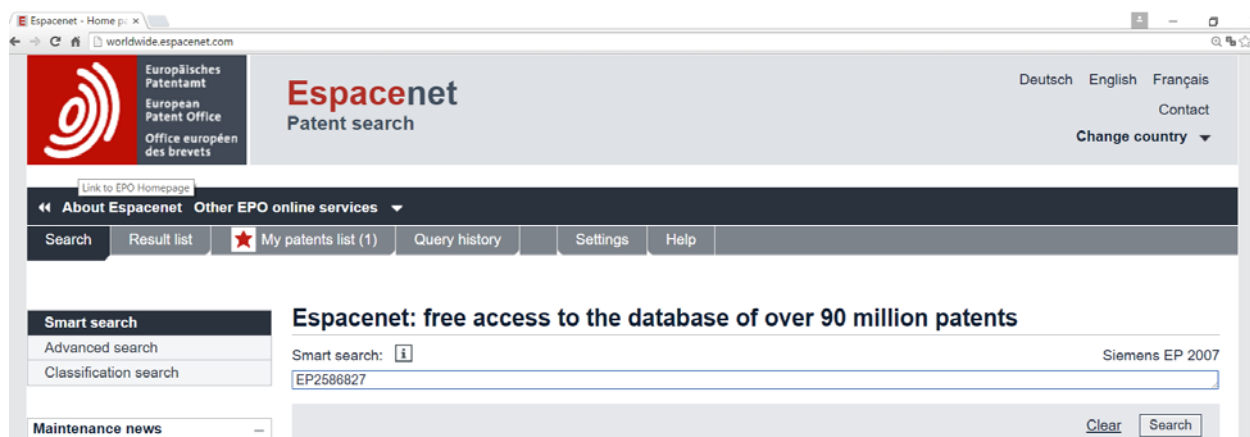 E Espacenet - Home pa ×
worldwide.espacenet.com
Europäisches
Patentamt
European
Patent Office
Office européen
des brevets
Espacenet
Patent search
Deutsch English Français
Contact
Change country
Link to EPO Homepage
About Espacenet Other EPO online services
Search Result list My patents list (1) Query history Settings Help
Smart search
Advanced search
Classification search
Espacenet: free access to the database of over 90 million patents
Smart search: i Siemens EP 2007
EP2586827
Maintenance news
Clear Search